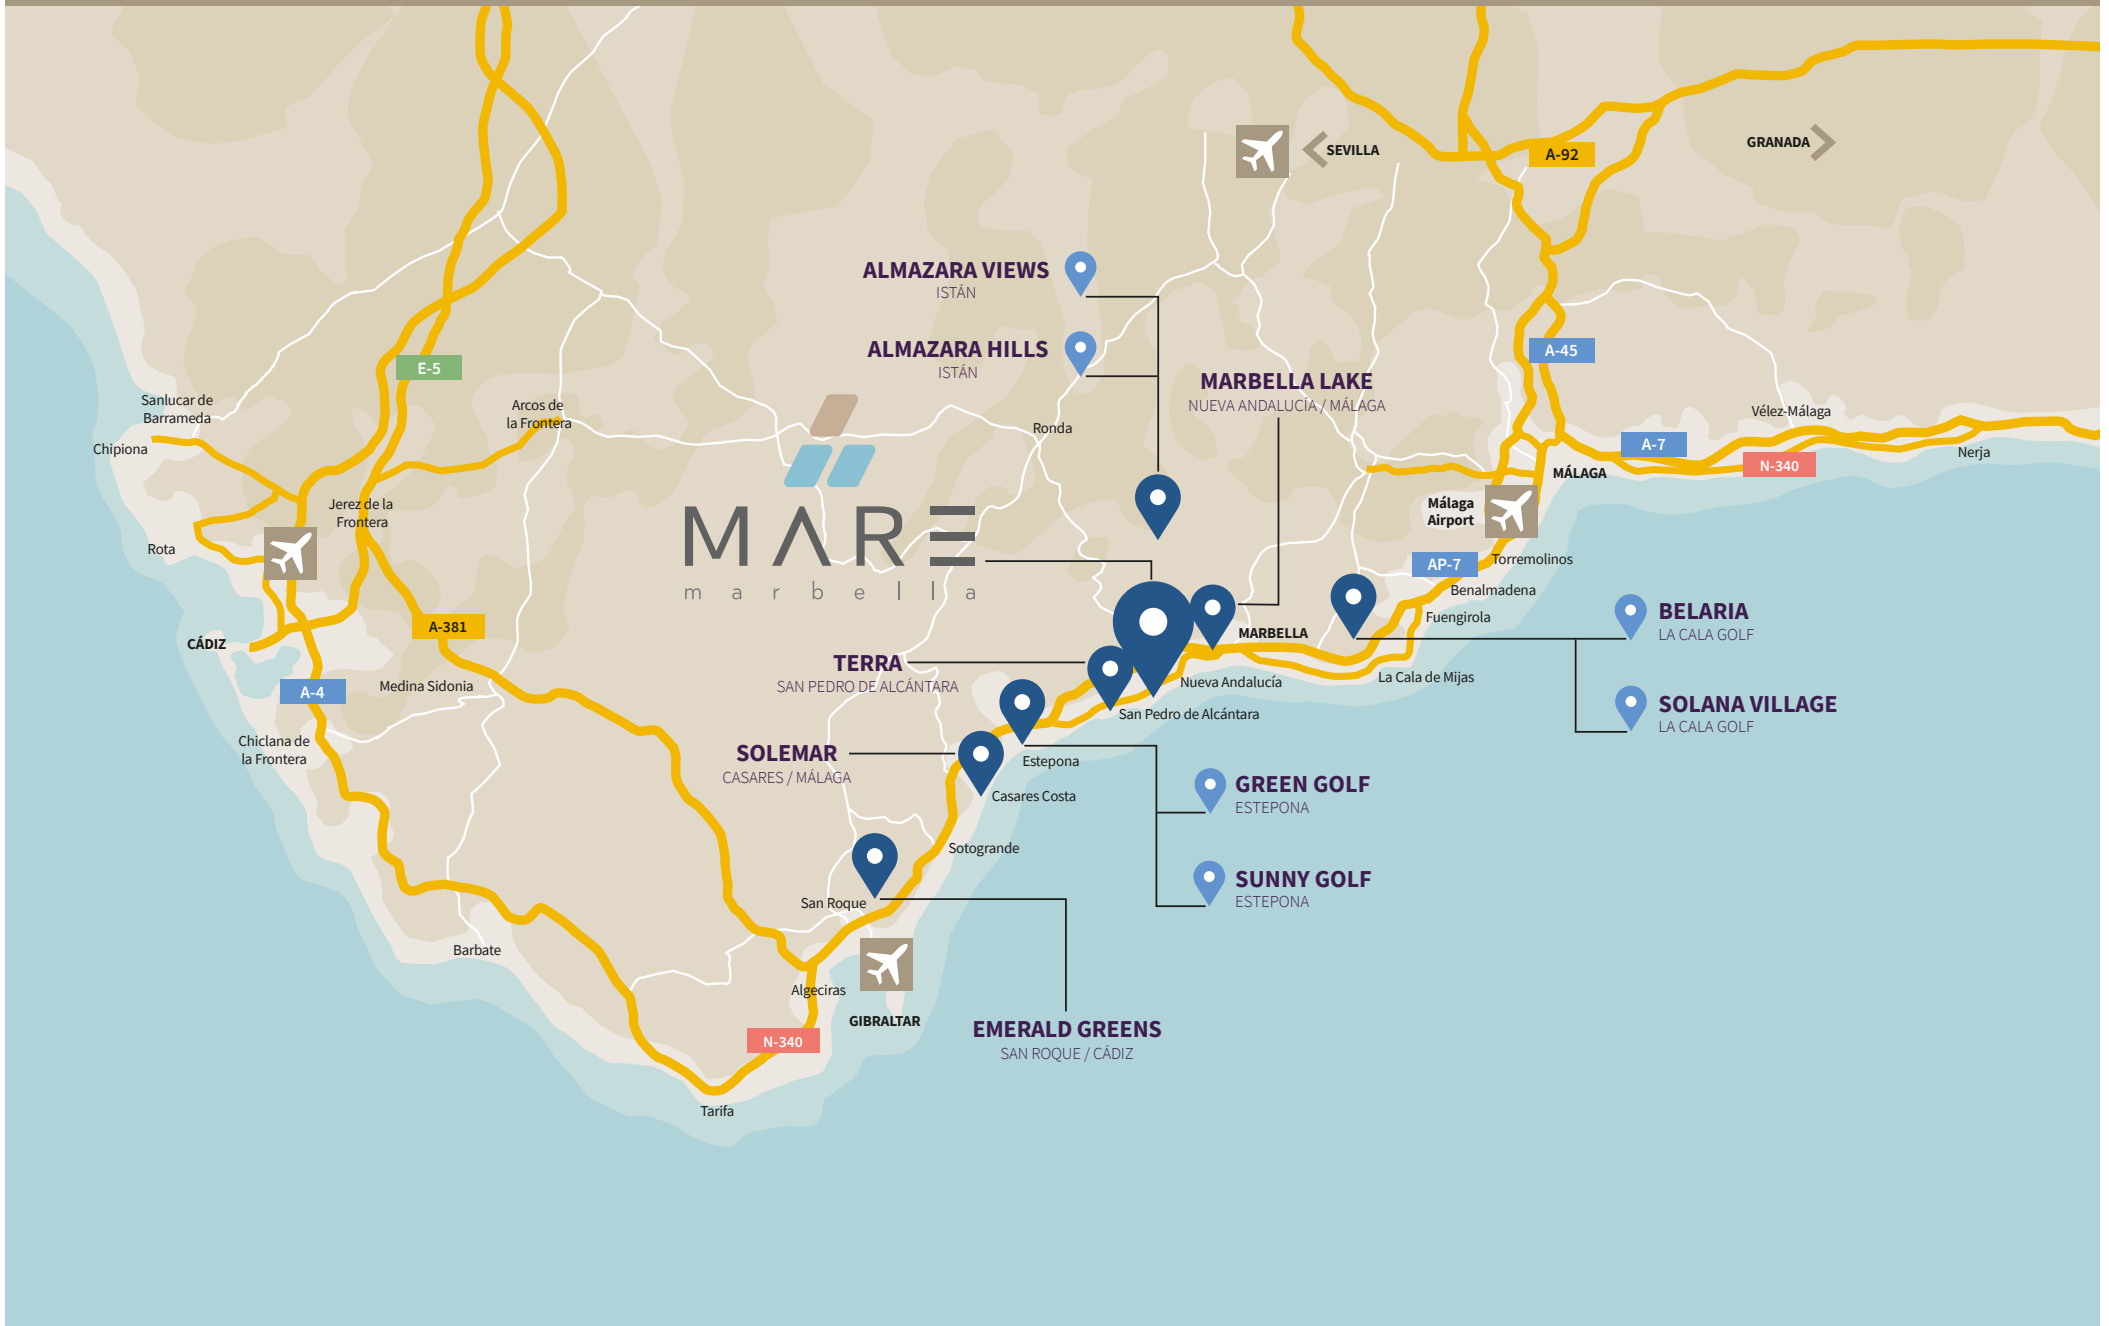 SEVILLA
GRANADA
A-92
ALMAZARA VIEWS
ISTÁN
ALMAZARA HILLS
ISTÁN
MARBELLA LAKE
NUEVA ANDALUCÍA / MÁLAGA
A-45
E-5
Sanlucar de
Barrameda
Chipiona
Arcos de
la Frontera
Ronda
Vélez-Málaga
A-7
N-340
Nerja
MÁLAGA
Málaga
Airport
Jerez de la
Frontera
Rota
MARE
marbella
AP-7
Torremolinos
Benalmadena
Fuengirola
BELARIA
LA CALA GOLF
A-381
CÁDIZ
MARBELLA
TERRA
SAN PEDRO DE ALCÁNTARA
Nueva Andalucía
La Cala de Mijas
A-4
Medina Sidonia
San Pedro de Alcántara
SOLANA VILLAGE
LA CALA GOLF
Chiclana de
la Frontera
SOLEMAR
CASARES / MÁLAGA
Estepona
Casares Costa
GREEN GOLF
ESTEPONA
Sotogrande
SUNNY GOLF
ESTEPONA
San Roque
Barbate
Algeciras
GIBRALTAR
EMERALD GREENS
SAN ROQUE / CÁDIZ
N-340
Tarifa